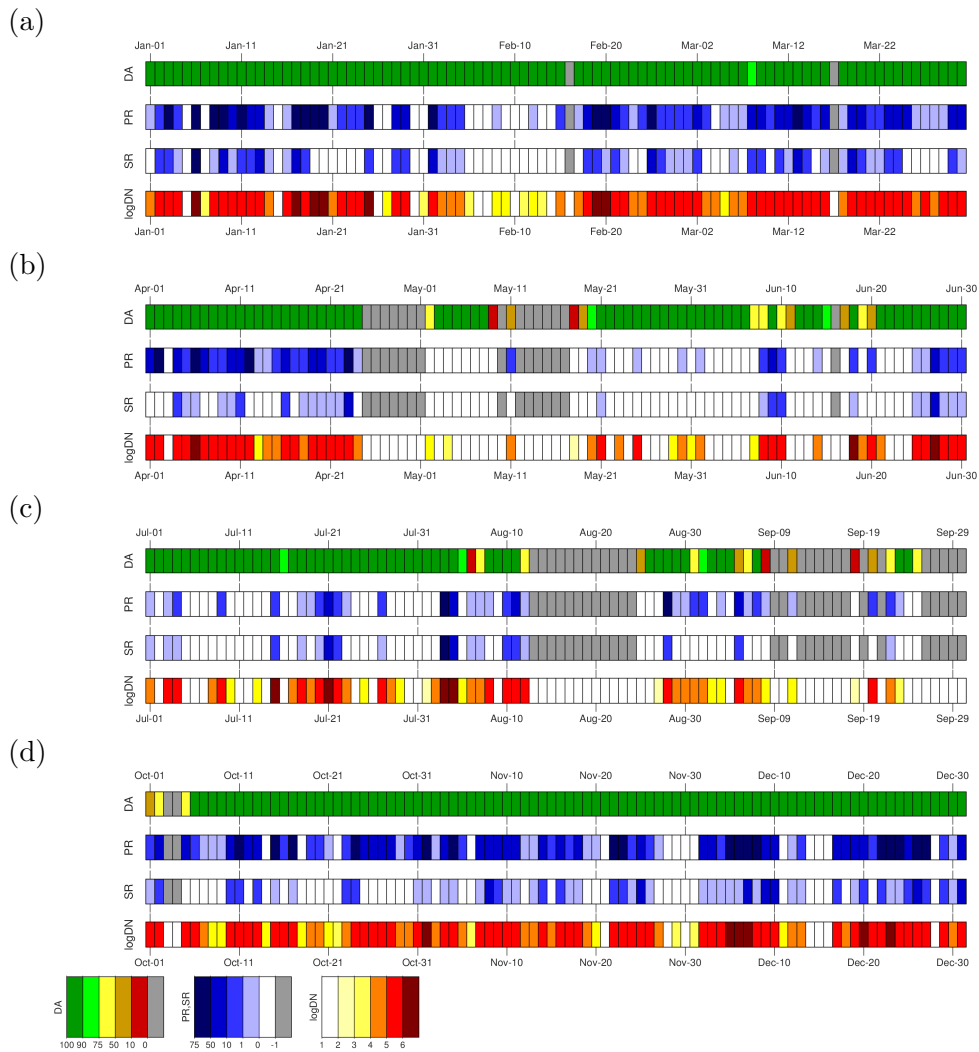 (a)
Jan-01 Jan-11 Jan-21 Jan-31 Feb-10 Feb-20 Mar-02 Mar-12 Mar-22
DA
PR
SR
logDN
Jan-01 Jan-11 Jan-21 Jan-31 Feb-10 Feb-20 Mar-02 Mar-12 Mar-22
(b)
Apr-01 Apr-11 Apr-21 May-01 May-11 May-21 May-31 Jun-10 Jun-20 Jun-30
DA
PR
SR
logDN
Apr-01 Apr-11 Apr-21 May-01 May-11 May-21 May-31 Jun-10 Jun-20 Jun-30
(c)
Jul-01 Jul-11 Jul-21 Jul-31 Aug-10 Aug-20 Aug-30 Sep-09 Sep-19 Sep-29
DA
PR
SR
logDN
Jul-01 Jul-11 Jul-21 Jul-31 Aug-10 Aug-20 Aug-30 Sep-09 Sep-19 Sep-29
(d)
Oct-01 Oct-11 Oct-21 Oct-31 Nov-10 Nov-20 Nov-30 Dec-10 Dec-20 Dec-30
DA
PR
SR
logDN
Oct-01 Oct-11 Oct-21 Oct-31 Nov-10 Nov-20 Nov-30 Dec-10 Dec-20 Dec-30
DA
100 90 75 50 10 0
PR,SR
75 50 10 1 0 -1
logDN
1 2 3 4 5 6